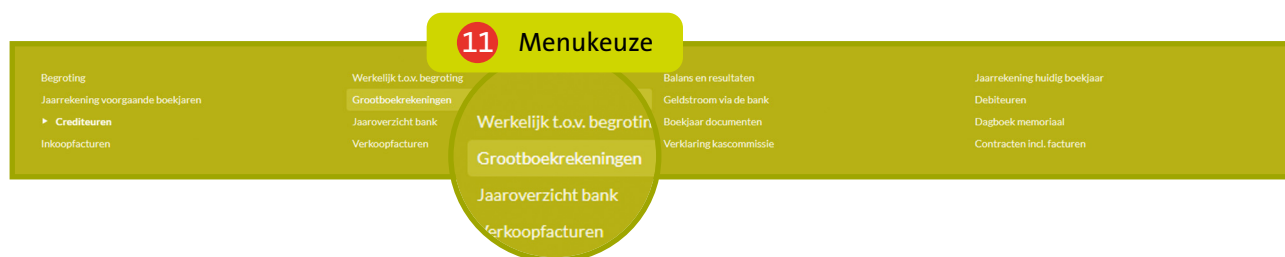 11 Menukeuze
Begroting
Jaarrekening voorgaande boekjaren
Crediteuren
Inkoopfacturen
Werkelijk t.o.v. begroting
Grootboekrekeningen
Jaaroverzicht bank
Verkoopfacturen
Werkelijk t.o.v. begrotin
Grootboekrekeningen
Jaaroverzicht bank
Verkoopfacturen
Balans en resultaten
Geldstroom via de bank
Boekjaar documenten
Verklaring kascommissie
Jaarrekening huidig boekjaar
Debiteuren
Dagboek memoriaal
Contracten incl. facturen